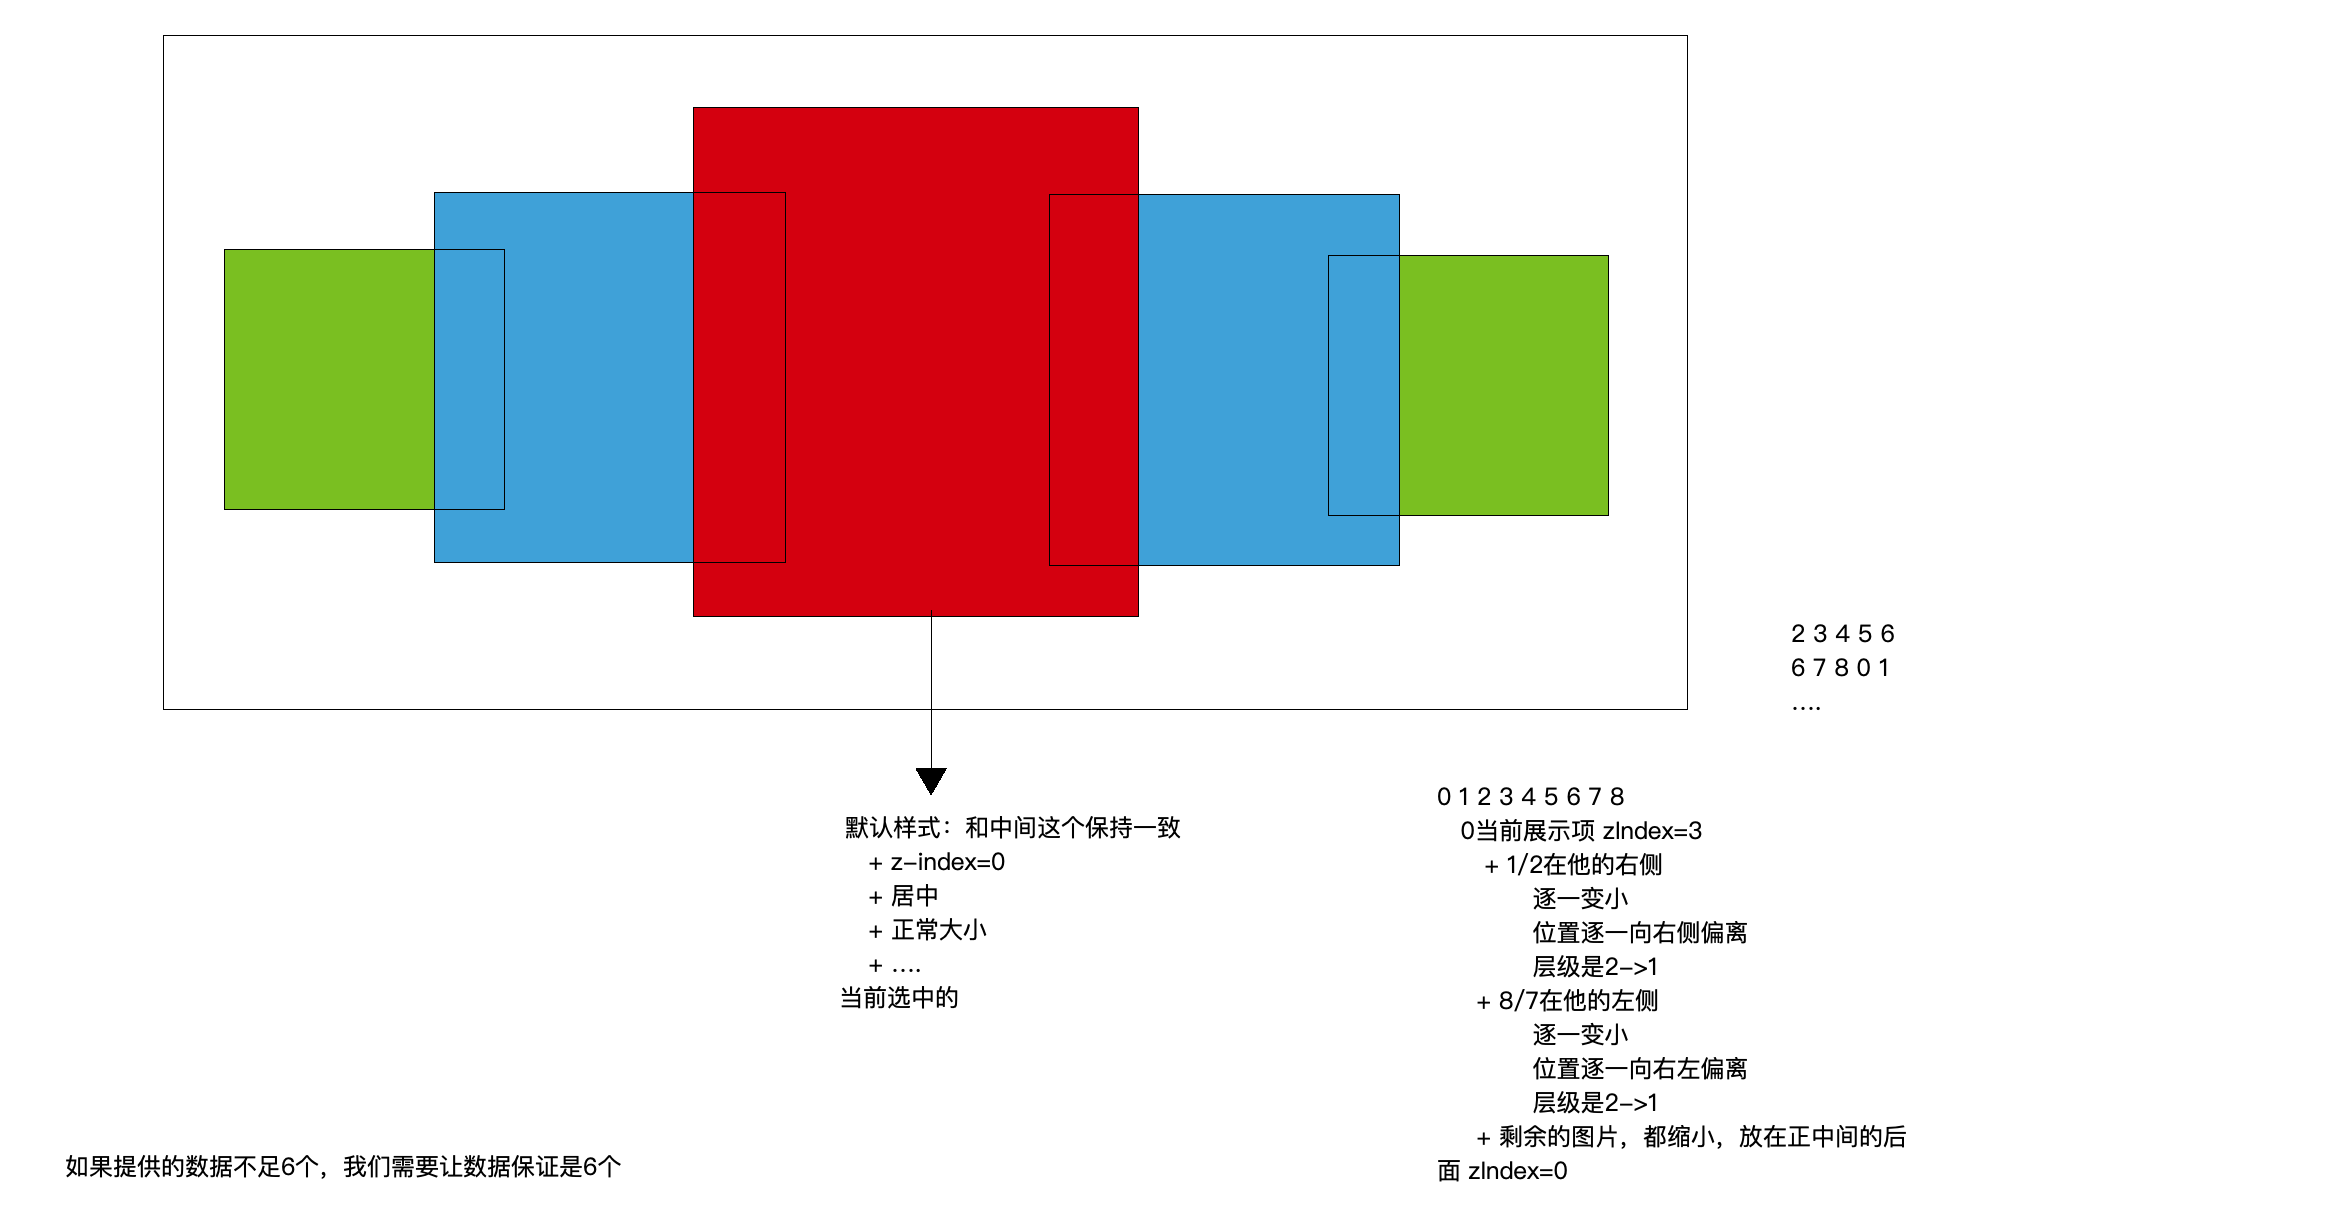 2 3 4 5 6
6 7 8 0 1
....
默认样式：和中间这个保持一致
+ z-index=0
+ 居中
+ 正常大小
+ ....
当前选中的
0 1 2 3 4 5 6 7 8
0当前展示项 zIndex=3
+ 1/2在他的右侧
逐一变小
位置逐一向右侧偏离
层级是2->1
+ 8/7在他的左侧
逐一变小
位置逐一向右左偏离
层级是2->1
+ 剩余的图片，都缩小，放在正中间的后
面 zIndex=0
如果提供的数据不足6个，我们需要让数据保证是6个